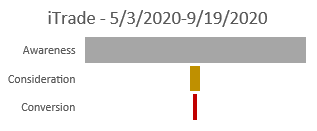 iTrade - 5/3/2020-9/19/2020
Awareness
Consideration
Conversion